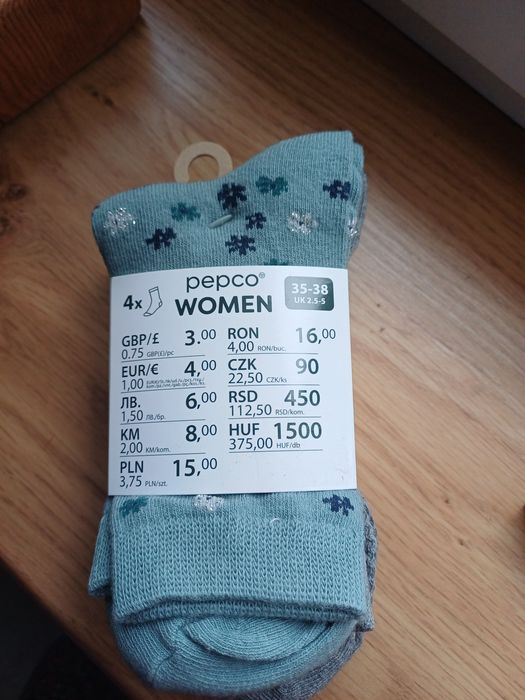 pepco®
4x WOMEN
35-38
UK 2.5-5
GBP/£ 3.00
0.75 GBP(£)/pc
EUR/€ 4,00
1,00
ЛВ. 6,00
1,50 ЛВ./бр.
KM 8,00
2,00 KM/kom.
PLN 15,00
3,75 PLN/szt.
RON 16,00
4,00 RON/buc.
CZK 90
22,50 CZK/ks
RSD 450
112,50 RSD/kom.
HUF 1500
375,00 HUF/db